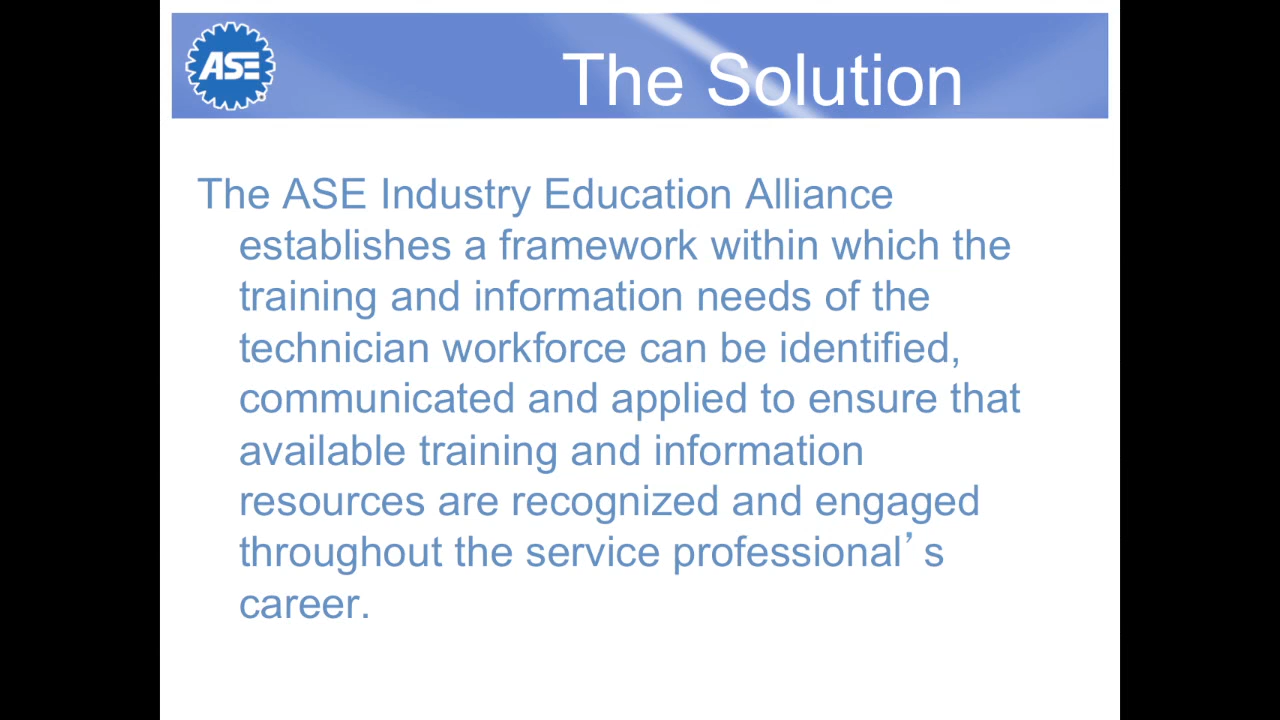 ASE
The Solution
The ASE Industry Education Alliance
establishes a framework within which the
training and information needs of the
technician workforce can be identified,
communicated and applied to ensure that
available training and information
resources are recognized and engaged
throughout the service professional’s
career.